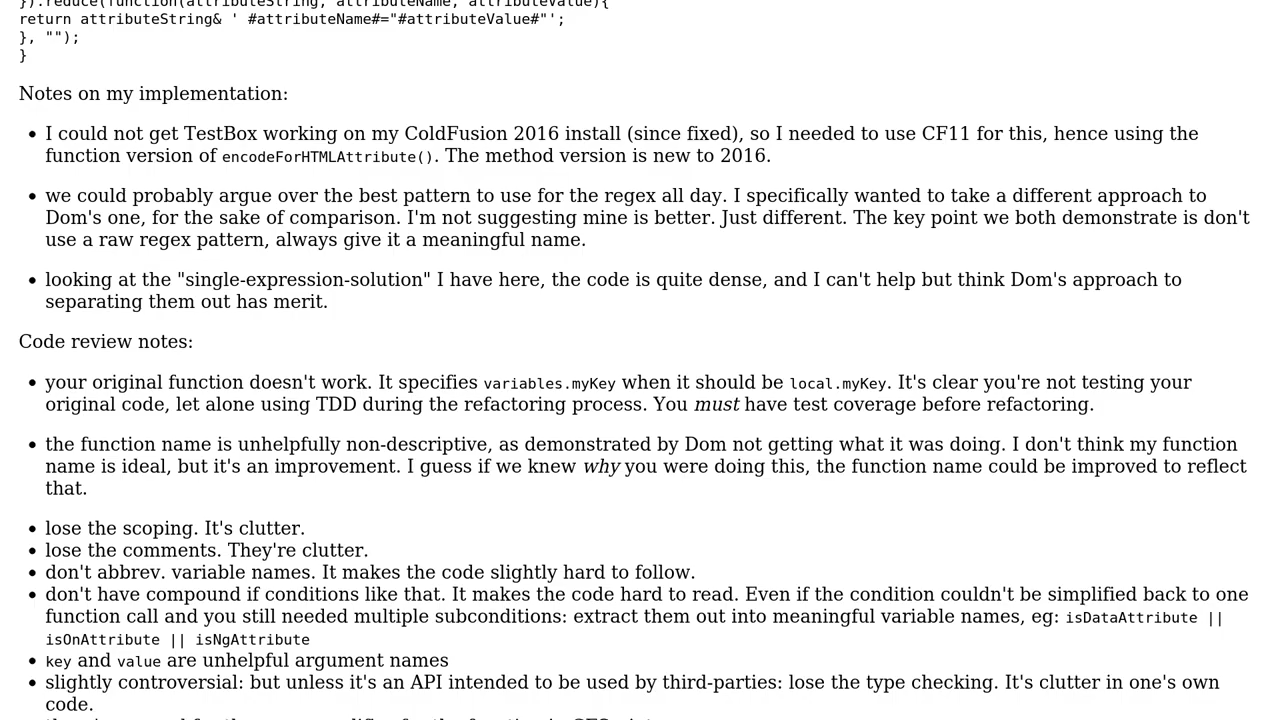 }).reduce(function(attributeString, attributeName, attributeValue){
return attributeString& ' #attributeName#="#attributeValue#"';
}, "");
}
Notes on my implementation:
• I could not get TestBox working on my ColdFusion 2016 install (since fixed), so I needed to use CF11 for this, hence using the
function version of encodeForHTMLAttribute(). The method version is new to 2016.
• we could probably argue over the best pattern to use for the regex all day. I specifically wanted to take a different approach to
Dom's one, for the sake of comparison. I'm not suggesting mine is better. Just different. The key point we both demonstrate is don't
use a raw regex pattern, always give it a meaningful name.
• looking at the "single-expression-solution" I have here, the code is quite dense, and I can't help but think Dom's approach to
separating them out has merit.
Code review notes:
• your original function doesn't work. It specifies variables.myKey when it should be local.myKey. It's clear you're not testing your
original code, let alone using TDD during the refactoring process. You must have test coverage before refactoring.
• the function name is unhelpfully non-descriptive, as demonstrated by Dom not getting what it was doing. I don't think my function
name is ideal, but it's an improvement. I guess if we knew why you were doing this, the function name could be improved to reflect
that.
• lose the scoping. It's clutter.
• lose the comments. They're clutter.
• don't abbrev. variable names. It makes the code slightly hard to follow.
• don't have compound if conditions like that. It makes the code hard to read. Even if the condition couldn't be simplified back to one
function call and you still needed multiple subconditions: extract them out into meaningful variable names, eg: isDataAttribute ||
isOnAttribute || isNgAttribute
• key and value are unhelpful argument names
• slightly controversial: but unless it's an API intended to be used by third-parties: lose the type checking. It's clutter in one's own
code.